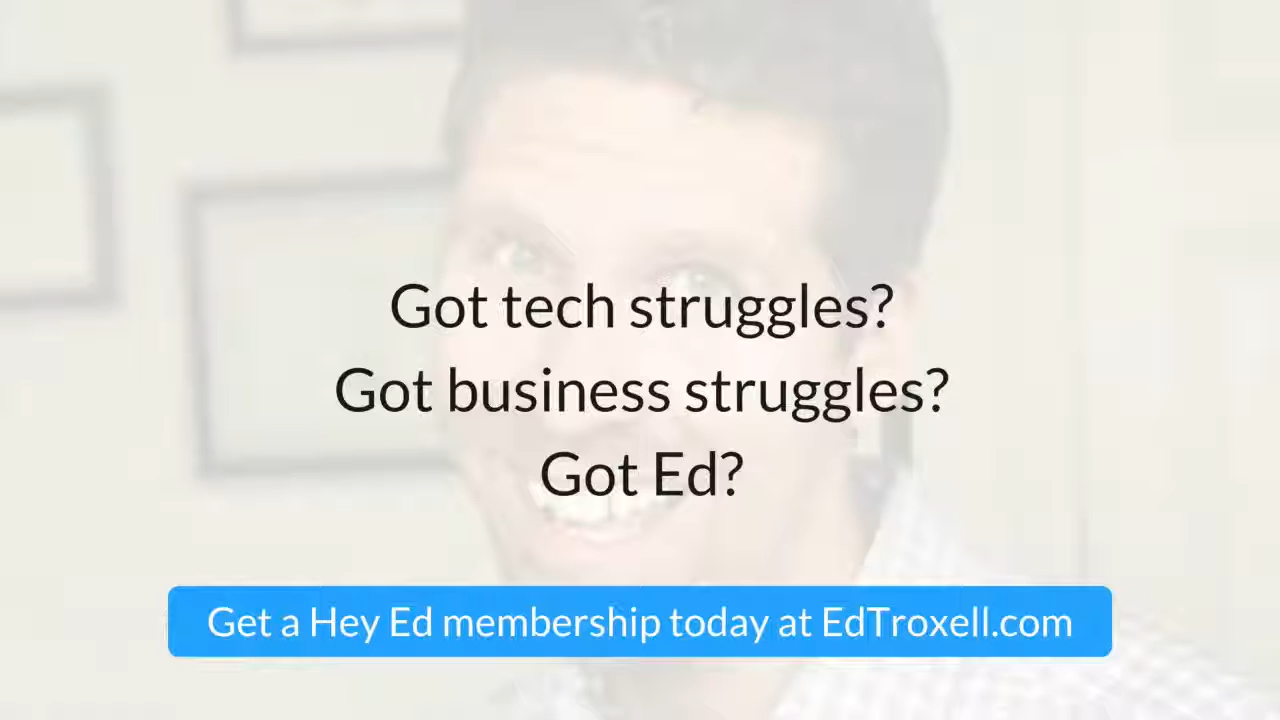 Got tech struggles?
Got business struggles?
Got Ed?
Get a Hey Ed membership today at EdTroxell.com